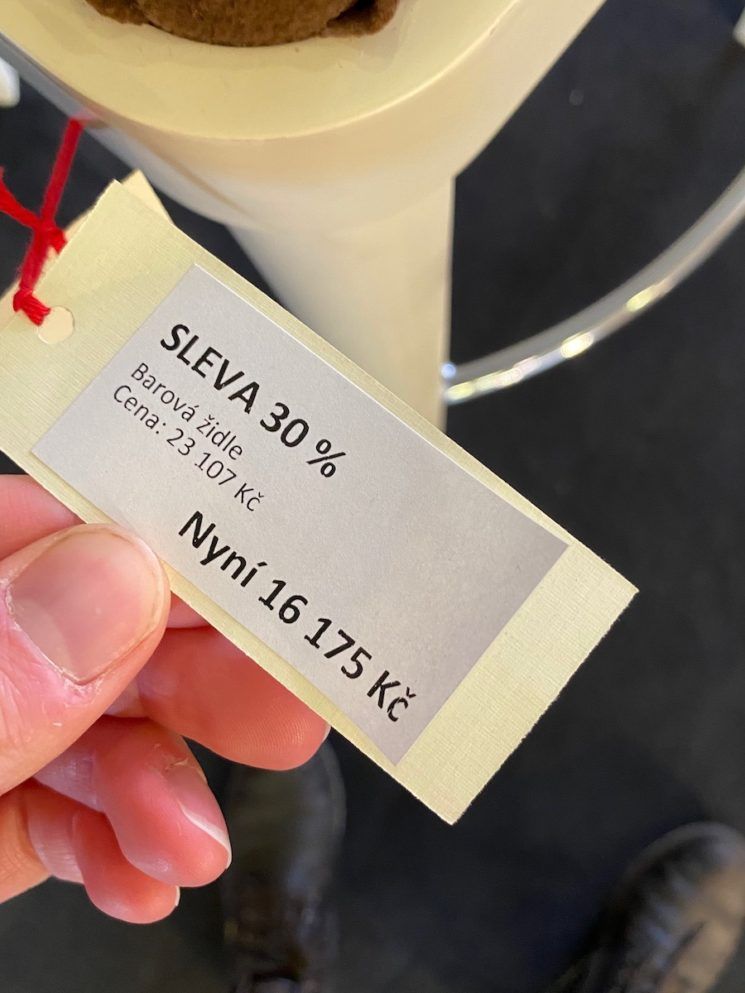 SLEVA 30 %
Barová židle
Cena: 23 107 Kč
Nyní 16 175 Kč